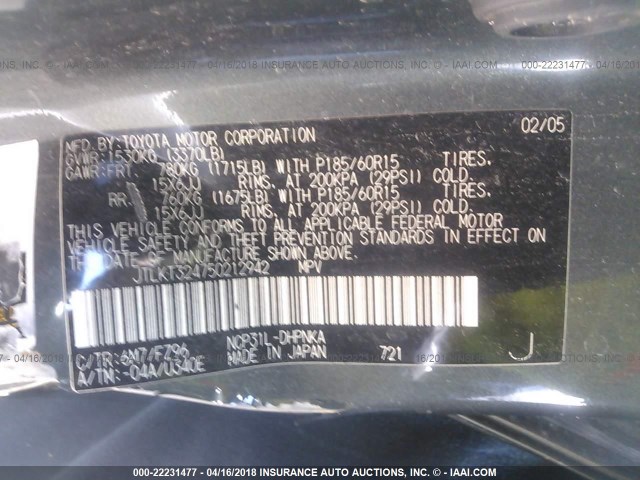 000-22231477 - 04/16/2018 INSURANCE AUTO AUCTIONS - © - IAAI.COM
02/05
MFD.BY:TOYOTA MOTOR CORPORATION
GVWR:1530KG (3370LB)
GAWR:FRT. 780KG (1715LB) WITH P185/60R15 TIRES.
15X6JJ RIMS. AT 200KPA (29PSI) COLD.
RR. 760KG (1675LB) WITH P185/60R15 TIRES.
15X6JJ RIMS. AT 200KPA (29PSI) COLD.
THIS VEHICLE CONFORMS TO ALL APPLICABLE FEDERAL MOTOR
VEHICLE SAFETY AND THEFT PREVENTION STANDARDS IN EFFECT ON
THE DATE OF MANUFACTURE SHOWN ABOVE.
JTLKT324750212942 MPV
C/TR:6N7/FZ96 NCP31L-DHPNKA
A/TN:-04A/U340E MADE IN JAPAN 721 J
000-22231477 - 04/16/2018 INSURANCE AUTO AUCTIONS - © - IAAI.COM